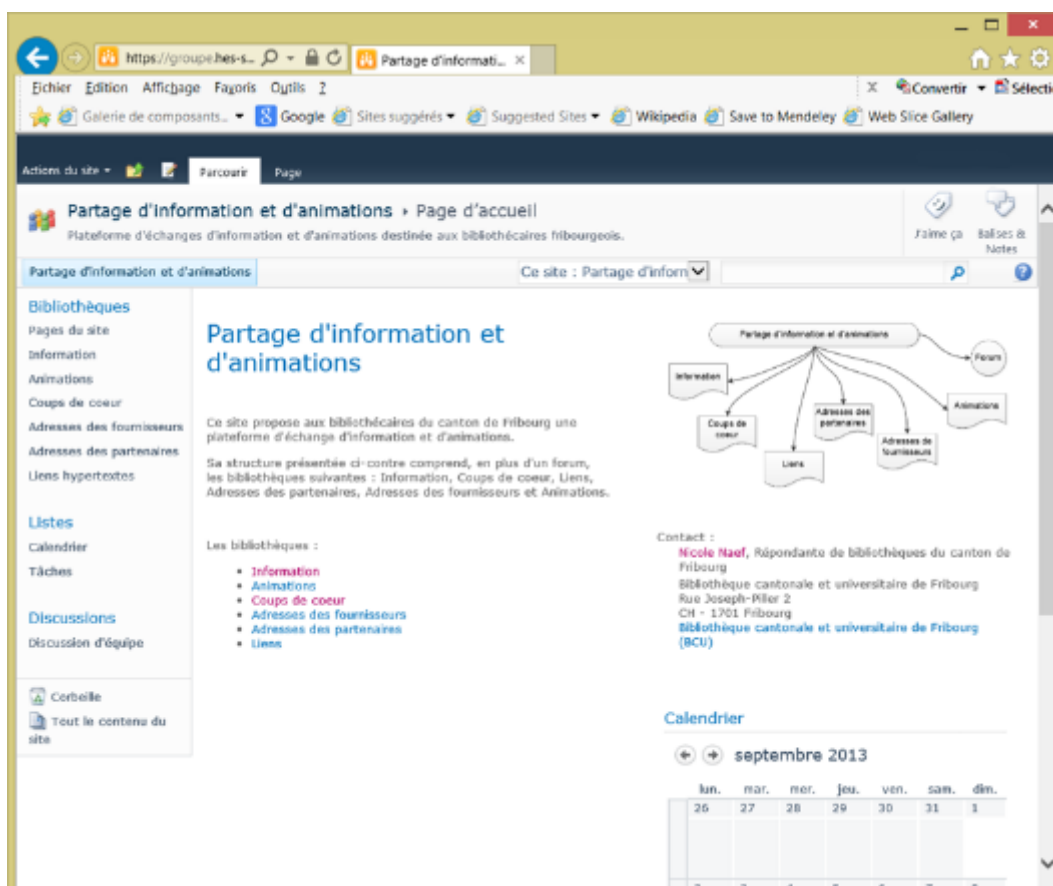 https://groupe.hes-s...
Partage d'informati...
Fichier Edition Affichage Favoris Outils ?
X Convertir Sélecti
Galerie de composants... Google Sites suggérés Suggested Sites Wikipedia Save to Mendeley Web Slice Gallery
Actions du site Parcourir Page
Partage d'information et d'animations › Page d'accueil
Plateforme d'échanges d'information et d'animations destinée aux bibliothécaires fribourgeois.
J'aime ça
Balises & Notes
Partage d'information et d'animations
Ce site : Partage d'inform
Bibliothèques
Pages du site
Information
Animations
Coups de coeur
Adresses des fournisseurs
Adresses des partenaires
Liens hypertextes
Listes
Calendrier
Tâches
Discussions
Discussion d'équipe
Corbeille
Tout le contenu du
site
Partage d'information et
d'animations
Ce site propose aux bibliothécaires du canton de Fribourg une
plateforme d'échange d'information et d'animations.
Sa structure présentée ci-contre comprend, en plus d'un forum,
les bibliothèques suivantes : Information, Coups de coeur, Liens,
Adresses des partenaires, Adresses des fournisseurs et Animations.
Les bibliothèques :
Information
Animations
Coups de coeur
Adresses des fournisseurs
Adresses des partenaires
Liens
Partage d'information et d'animations
Forum
Information
Animations
Coups de
coeur
Adresses des
partenaires
Adresses de
fournisseurs
Liens
Contact :
Nicole Naef, Répondante de bibliothèques du canton de
Fribourg
Bibliothèque cantonale et universitaire de Fribourg
Rue Joseph-Piller 2
CH - 1701 Fribourg
Bibliothèque cantonale et universitaire de Fribourg
(BCU)
Calendrier
septembre 2013
lun. mar. mer. jeu. ven. sam. dim.
26 27 28 29 30 31 1